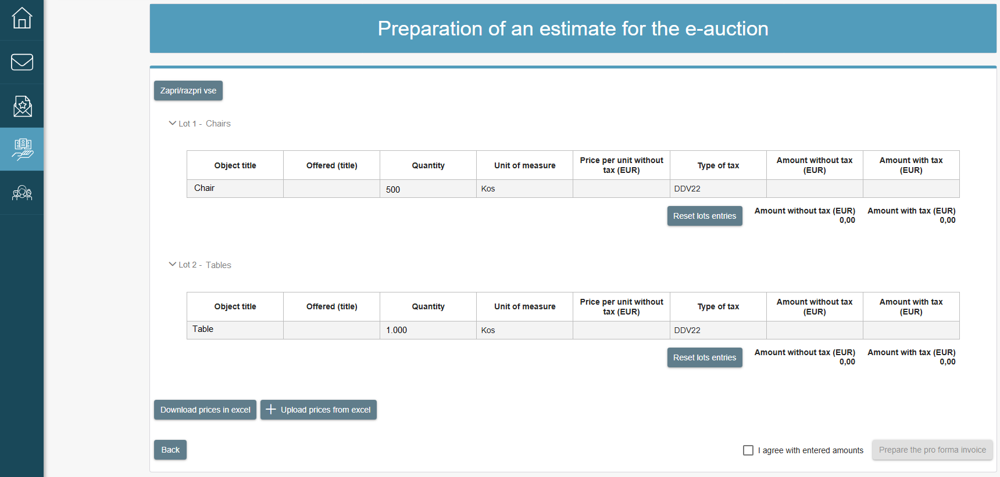 Preparation of an estimate for the e-auction
Zapri/razpri vse
Lot 1 - Chairs
Object title Offered (title) Quantity Unit of measure Price per unit without tax (EUR) Type of tax Amount without tax (EUR) Amount with tax (EUR)
Chair 500 Kos DDV22
Reset lots entries Amount without tax (EUR) Amount with tax (EUR)
0,00 0,00
Lot 2 - Tables
Object title Offered (title) Quantity Unit of measure Price per unit without tax (EUR) Type of tax Amount without tax (EUR) Amount with tax (EUR)
Table 1.000 Kos DDV22
Reset lots entries Amount without tax (EUR) Amount with tax (EUR)
0,00 0,00
Download prices in excel Upload prices from excel
Back I agree with entered amounts Prepare the pro forma invoice